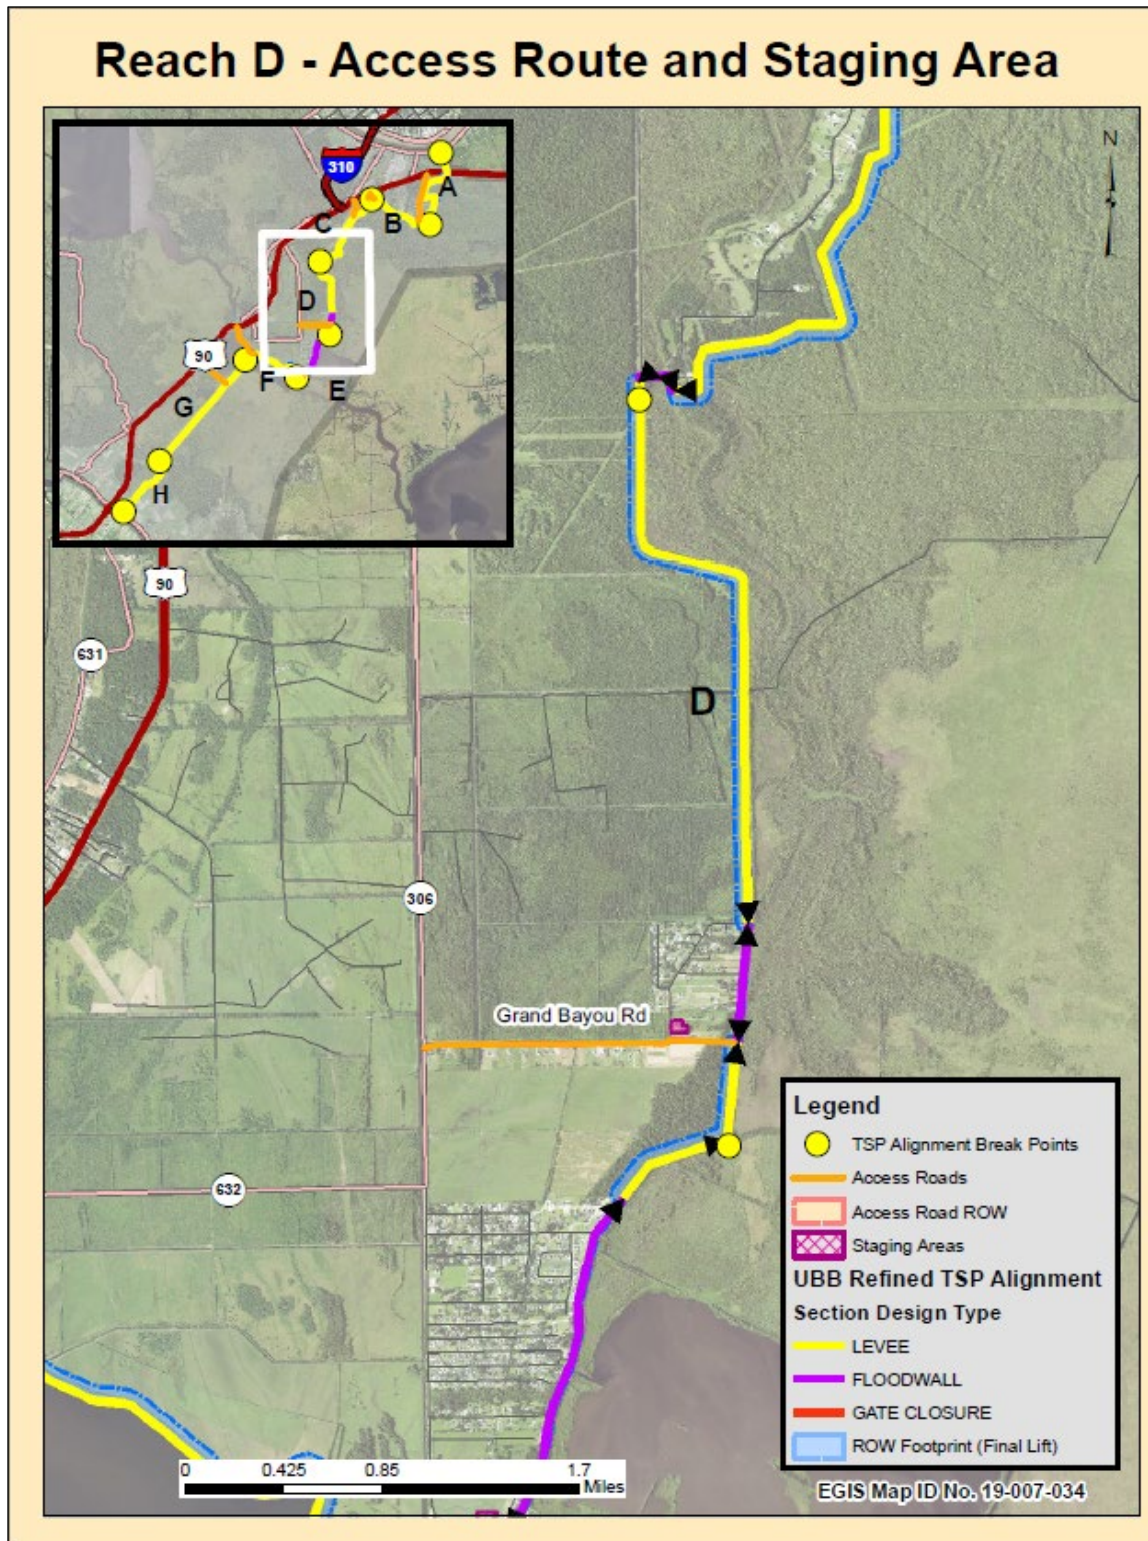 Reach D - Access Route and Staging Area
N
310
A
C
B
D
90
F
E
G
H
90
631
D
306
Grand Bayou Rd
632
Legend
TSP Alignment Break Points
Access Roads
Access Road ROW
Staging Areas
UBB Refined TSP Alignment
Section Design Type
LEVEE
FLOODWALL
GATE CLOSURE
ROW Footprint (Final Lift)
0 0.425 0.85 1.7
Miles
EGIS Map ID No. 19-007-034